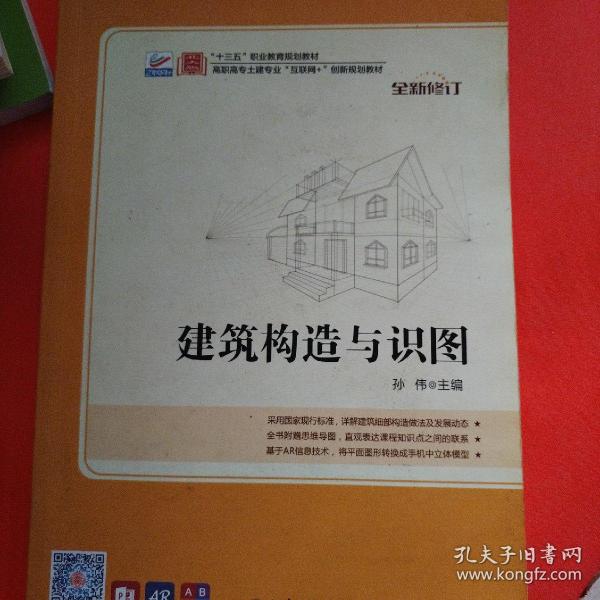 “十三五”职业教育规划教材
高职高专土建专业“互联网+”创新规划教材
全新修订
建筑构造与识图
孙 伟◎主编
采用国家现行标准，详解建筑细部构造做法及发展动态 ★
全书附赠思维导图，直观表达课程知识点之间的联系 ★
基于AR信息技术，将平面图形转换成手机中立体模型 ★
AR
A B
孔夫子旧书网
www.kongfz.com